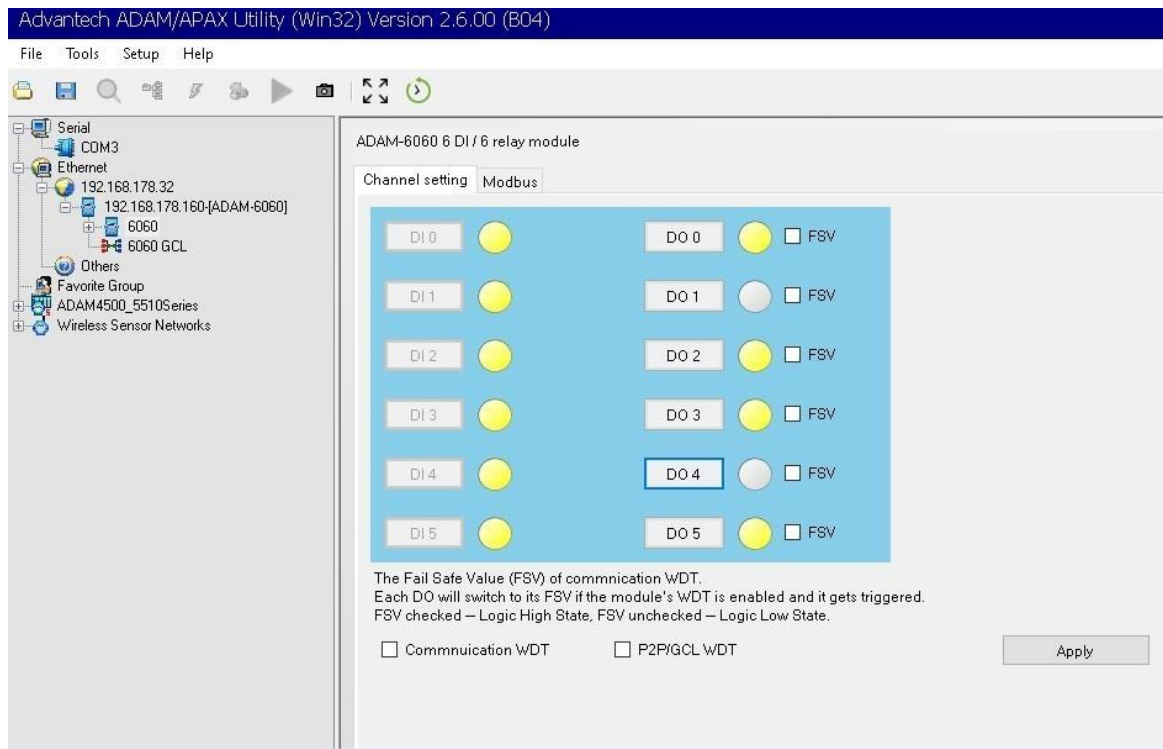 Advantech ADAM/APAX Utility (Win32) Version 2.6.00 (B04)
File Tools Setup Help
Serial
COM3
Ethernet
192.168.178.32
192.168.178.160-[ADAM-6060]
6060
6060 GCL
Others
Favorite Group
ADAM4500_5510Series
Wireless Sensor Networks
ADAM-6060 6 DI / 6 relay module
Channel setting Modbus
DI 0 DO 0 FSV
DI 1 DO 1 FSV
DI 2 DO 2 FSV
DI 3 DO 3 FSV
DI 4 DO 4 FSV
DI 5 DO 5 FSV
The Fail Safe Value (FSV) of commnication WDT.
Each DO will switch to its FSV if the module's WDT is enabled and it gets triggered.
FSV checked – Logic High State, FSV unchecked – Logic Low State.
Commnuication WDT P2P/GCL WDT Apply